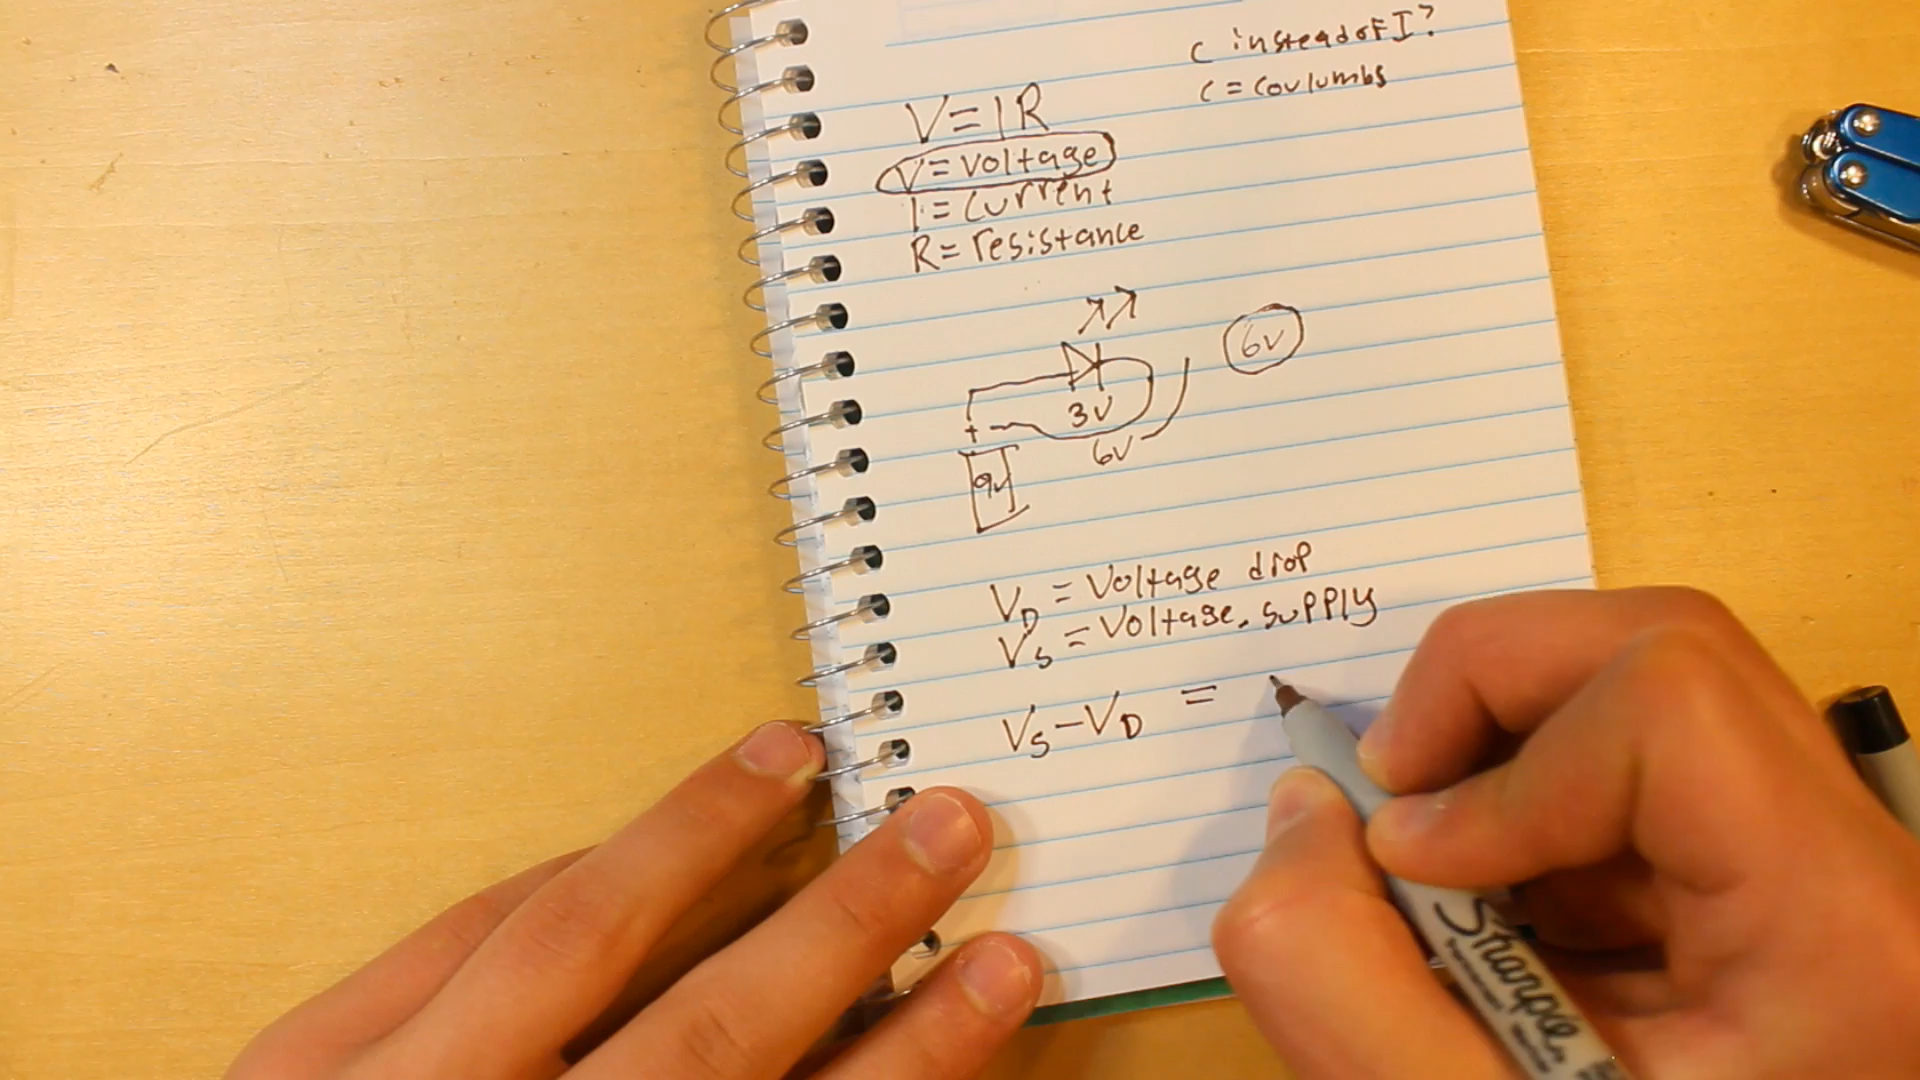 C instead of I?
C = Coulumbs
V = IR
V = Voltage
I = Current
R = resistance
6V
3V
+
6V
9V
VD = Voltage drop
VS = Voltage supply
VS - VD =
Sharpie